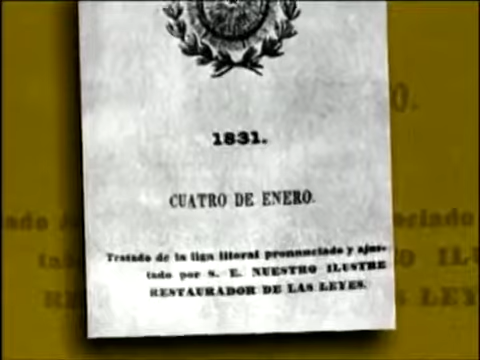 1831.
CUATRO DE ENERO.
Tratado de la liga litoral pronunciado y ajus-
tado por S. E. NUESTRO ILUSTRE
RESTAURADOR DE LAS LEYES.